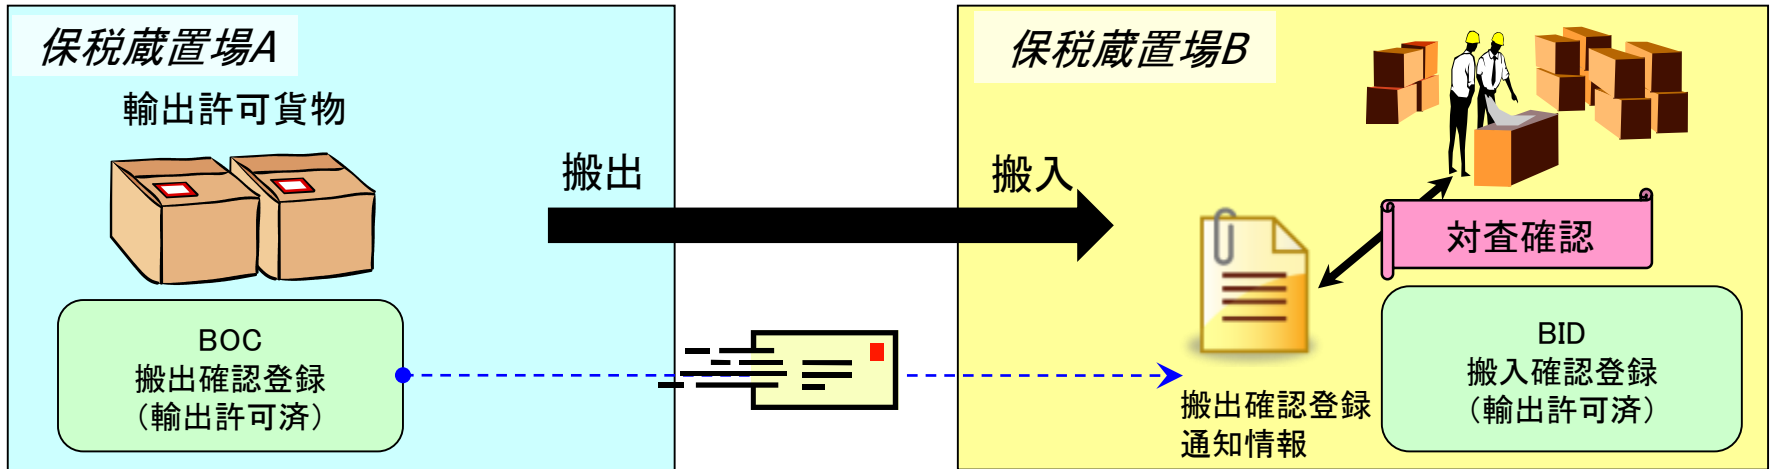 保税蔵置場A
輸出許可貨物
搬出
BOC
搬出確認登録
(輸出許可済)
保税蔵置場B
搬入
対査確認
搬出確認登録
通知情報
BID
搬入確認登録
(輸出許可済)